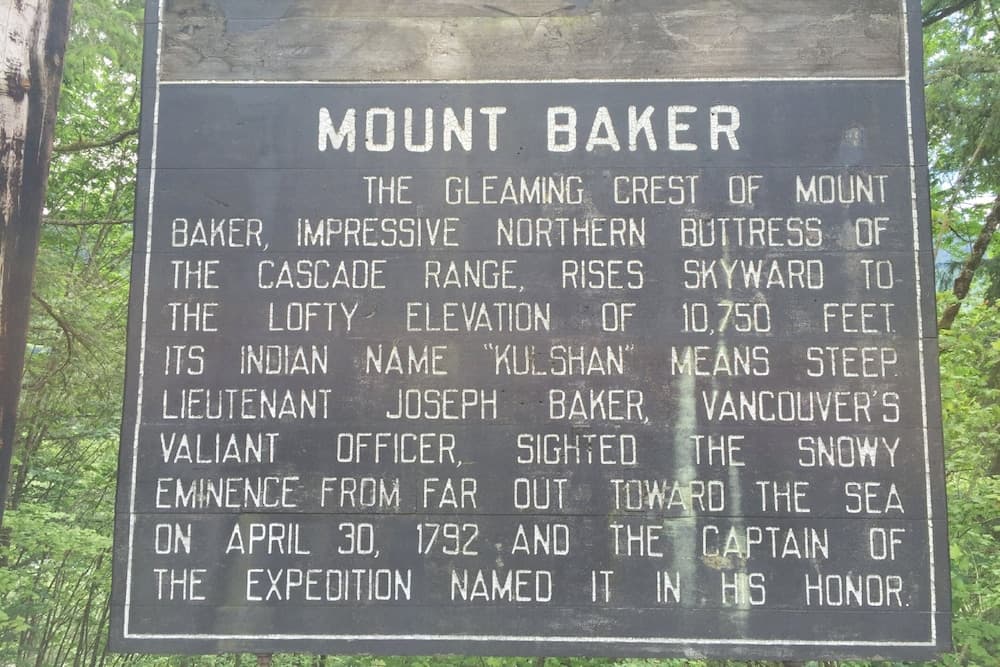 MOUNT BAKER
THE GLEAMING CREST OF MOUNT
BAKER, IMPRESSIVE NORTHERN BUTTRESS OF
THE CASCADE RANGE, RISES SKYWARD TO
THE LOFTY ELEVATION OF 10,750 FEET.
ITS INDIAN NAME "KULSHAN" MEANS STEEP.
LIEUTENANT JOSEPH BAKER, VANCOUVER'S
VALIANT OFFICER, SIGHTED THE SNOWY
EMINENCE FROM FAR OUT TOWARD THE SEA
ON APRIL 30, 1792 AND THE CAPTAIN OF
THE EXPEDITION NAMED IT IN HIS HONOR.